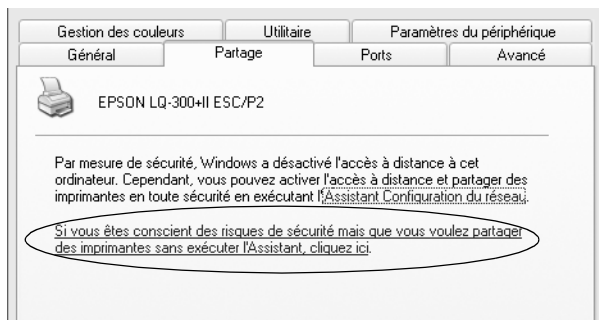 Gestion des couleurs Utilitaire Paramètres du périphérique
Général Partage Ports Avancé
EPSON LQ-300+II ESC/P2
Par mesure de sécurité, Windows a désactivé l'accès à distance à cet
ordinateur. Cependant, vous pouvez activer l'accès à distance et partager des
imprimantes en toute sécurité en exécutant l'Assistant Configuration du réseau.
Si vous êtes conscient des risques de sécurité mais que vous voulez partager
des imprimantes sans exécuter l'Assistant, cliquez ici.